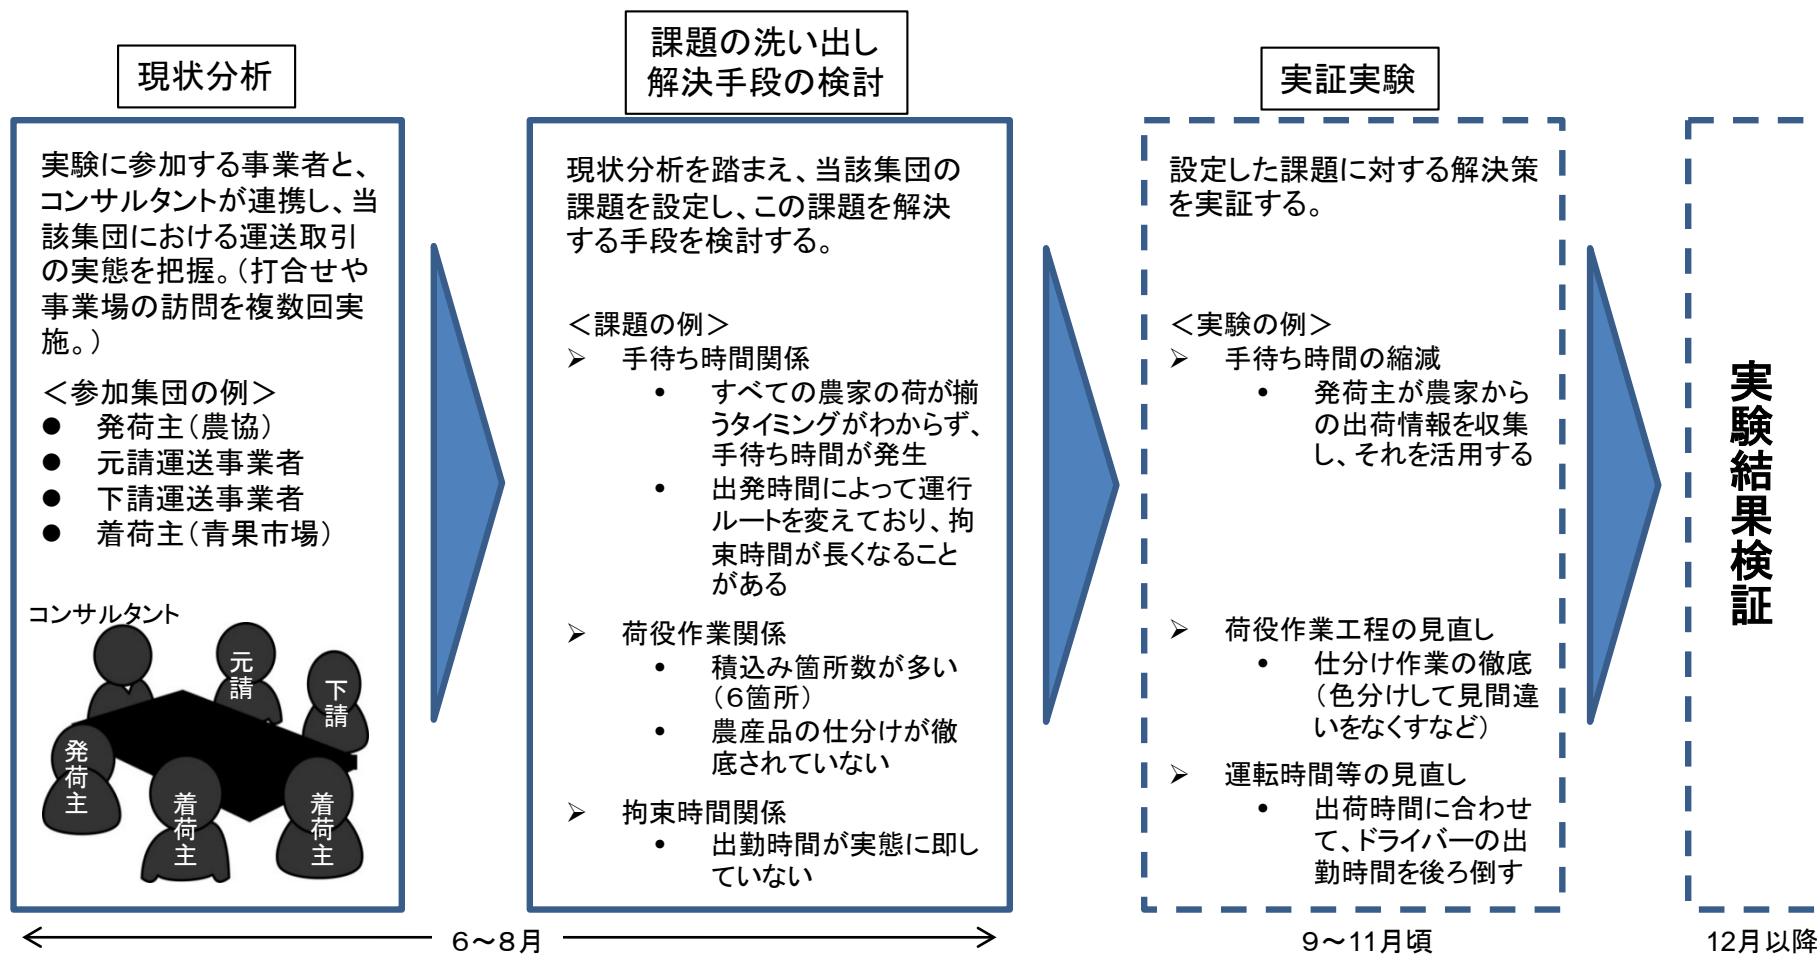 現状分析
実験に参加する事業者と、
コンサルタントが連携し、当
該集団における運送取引
の実態を把握。(打合せや
事業場の訪問を複数回実
施。)
＜参加集団の例＞
● 発荷主(農協)
● 元請運送事業者
● 下請運送事業者
● 着荷主(青果市場)
コンサルタント
元請
下請
発荷主
着荷主
着荷主
課題の洗い出し
解決手段の検討
現状分析を踏まえ、当該集団の
課題を設定し、この課題を解決
する手段を検討する。
＜課題の例＞
➢ 手待ち時間関係
• すべての農家の荷が揃
うタイミングがわからず、
手待ち時間が発生
• 出発時間によって運行
ルートを変えており、拘
束時間が長くなること
がある
➢ 荷役作業関係
• 積込み箇所数が多い
(６箇所)
• 農産品の仕分けが徹
底されていない
➢ 拘束時間関係
• 出勤時間が実態に即し
ていない
６～８月
実証実験
設定した課題に対する解決策
を実証する。
＜実験の例＞
➢ 手待ち時間の縮減
• 発荷主が農家から
の出荷情報を収集
し、それを活用する
➢ 荷役作業工程の見直し
• 仕分け作業の徹底
(色分けして見間違
いをなくすなど)
➢ 運転時間等の見直し
• 出荷時間に合わせ
て、ドライバーの出
勤時間を後ろ倒す
９～11月頃
実験結果検証
12月以降